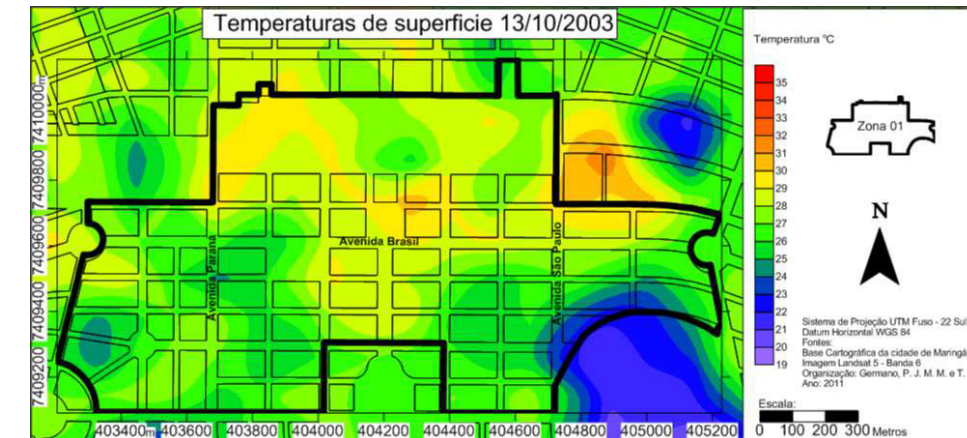 Temperaturas de superficie 13/10/2003
Temperatura °C
35
34
33
32
31
30
29
28
27
26
25
24
23
22
21
20
19
Zona 01
N
Avenida Brasil
Avenida Paraná
Avenida São Paulo
7410000m
7409800
7409600
7409400
7409200
403400m
403600
403800
404000
404200
404400
404600
404800
405000
405200
Sistema de Projeção UTM Fuso - 22 Sul
Datum Horizontal WGS 84
Fontes:
Base Cartográfica da cidade de Maringá
Imagem Landsat 5 - Banda 6
Organização: Germano, P. J. M. M. e T.
Ano: 2011
Escala:
0 100 200 300 Metros